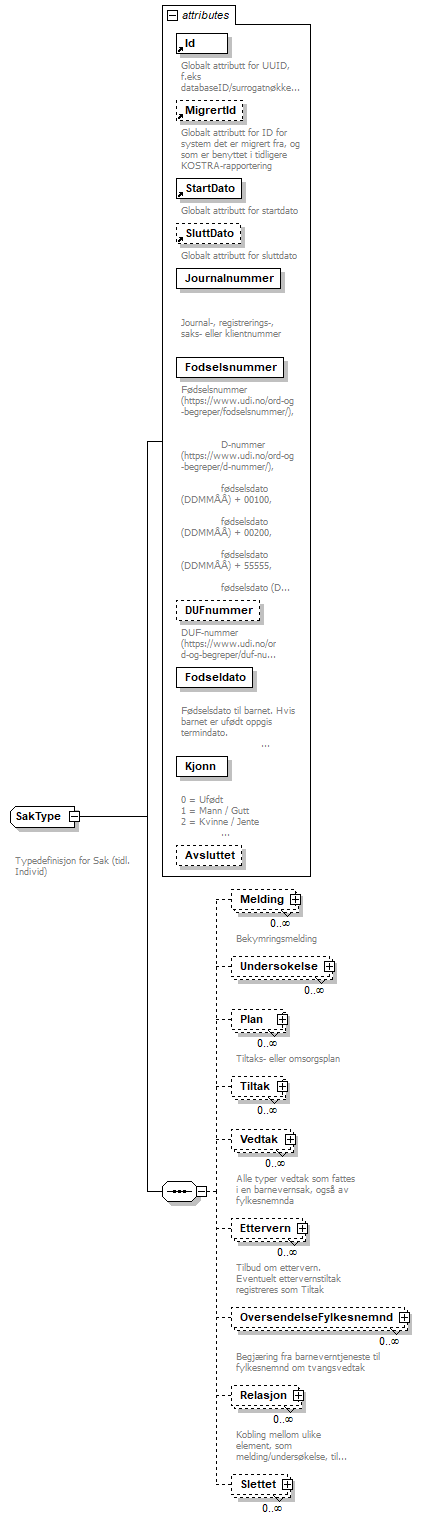 attributes
Id
Globalt attributt for UUID,
f.eks
databaseID/surrogatnøkke...
MigrertId
Globalt attributt for ID for
system det er migrert fra, og
som er benyttet i tidligere
KOSTRA-rapportering
StartDato
Globalt attributt for startdato
SluttDato
Globalt attributt for sluttdato
Journalnummer
Journal-, registrerings-,
saks- eller klientnummer
Fodselsnummer
Fødselsnummer
(https://www.udi.no/ord-og
-begreper/fodselsnummer/),
D-nummer
(https://www.udi.no/ord-og
-begreper/d-nummer/),
fødselsdato
(DDMMÅÅ) + 00100,
fødselsdato
(DDMMÅÅ) + 00200,
fødselsdato
(DDMMÅÅ) + 55555,
fødselsdato (D...
DUFnummer
DUF-nummer
(https://www.udi.no/or
d-og-begreper/duf-nu...
Fodseldato
Fødselsdato til barnet. Hvis
barnet er ufødt oppgis
termindato.
...
Kjonn
0 = Ufødt
1 = Mann / Gutt
2 = Kvinne / Jente
...
Avsluttet
SakType
Typedefinisjon for Sak (tidl.
Individ)
Melding
0..∞
Bekymringsmelding
Undersokelse
0..∞
Plan
0..∞
Tiltaks- eller omsorgsplan
Tiltak
0..∞
Vedtak
0..∞
Alle typer vedtak som fattes
i en barnevernsak, også av
fylkesnemnda
Ettervern
0..∞
Tilbud om ettervern.
Eventuelt ettervernstiltak
registreres som Tiltak
OversendelseFylkesnemnd
0..∞
Begjæring fra barneverntjeneste til
fylkesnemnd om tvangsvedtak
Relasjon
0..∞
Kobling mellom ulike
element, som
melding/undersøkelse, til...
Slettet
0..∞